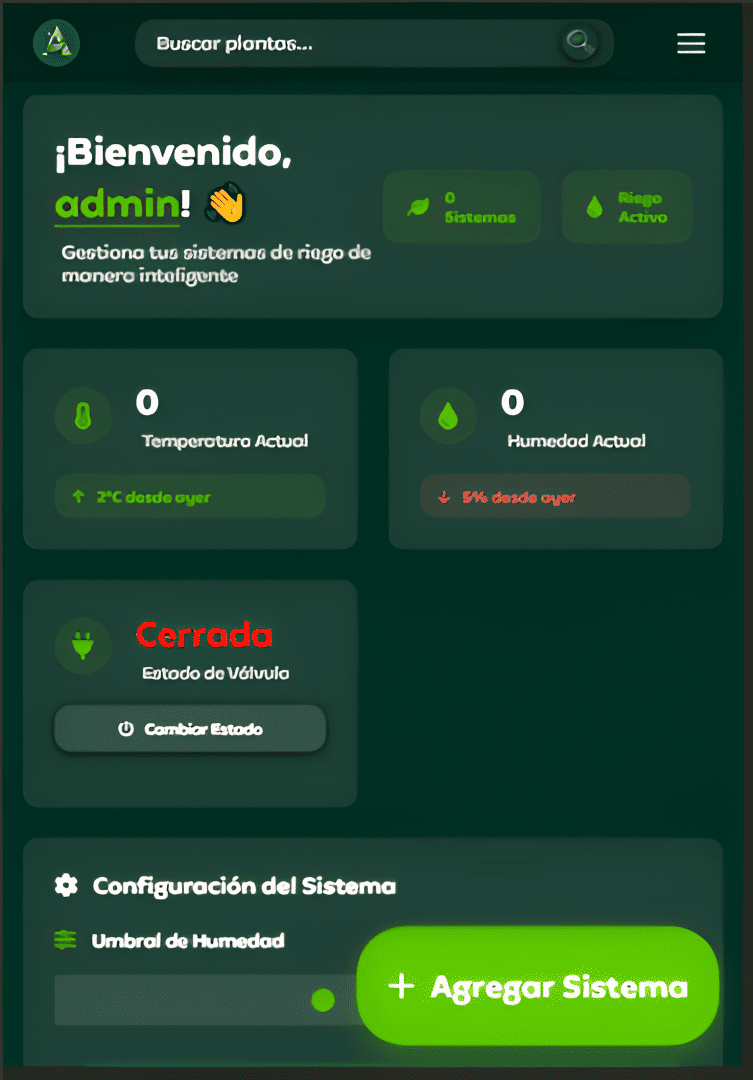 Buscar plantas...
¡Bienvenido,
admin! 👋
Gestiona tus sistemas de riego de
manera inteligente
0
Sistemas
Riego
Activo
0
Temperatura Actual
2°C desde ayer
0
Humedad Actual
5% desde ayer
Cerrada
Estado de Válvula
Cambiar Estado
Configuración del Sistema
Umbral de Humedad
+ Agregar Sistema